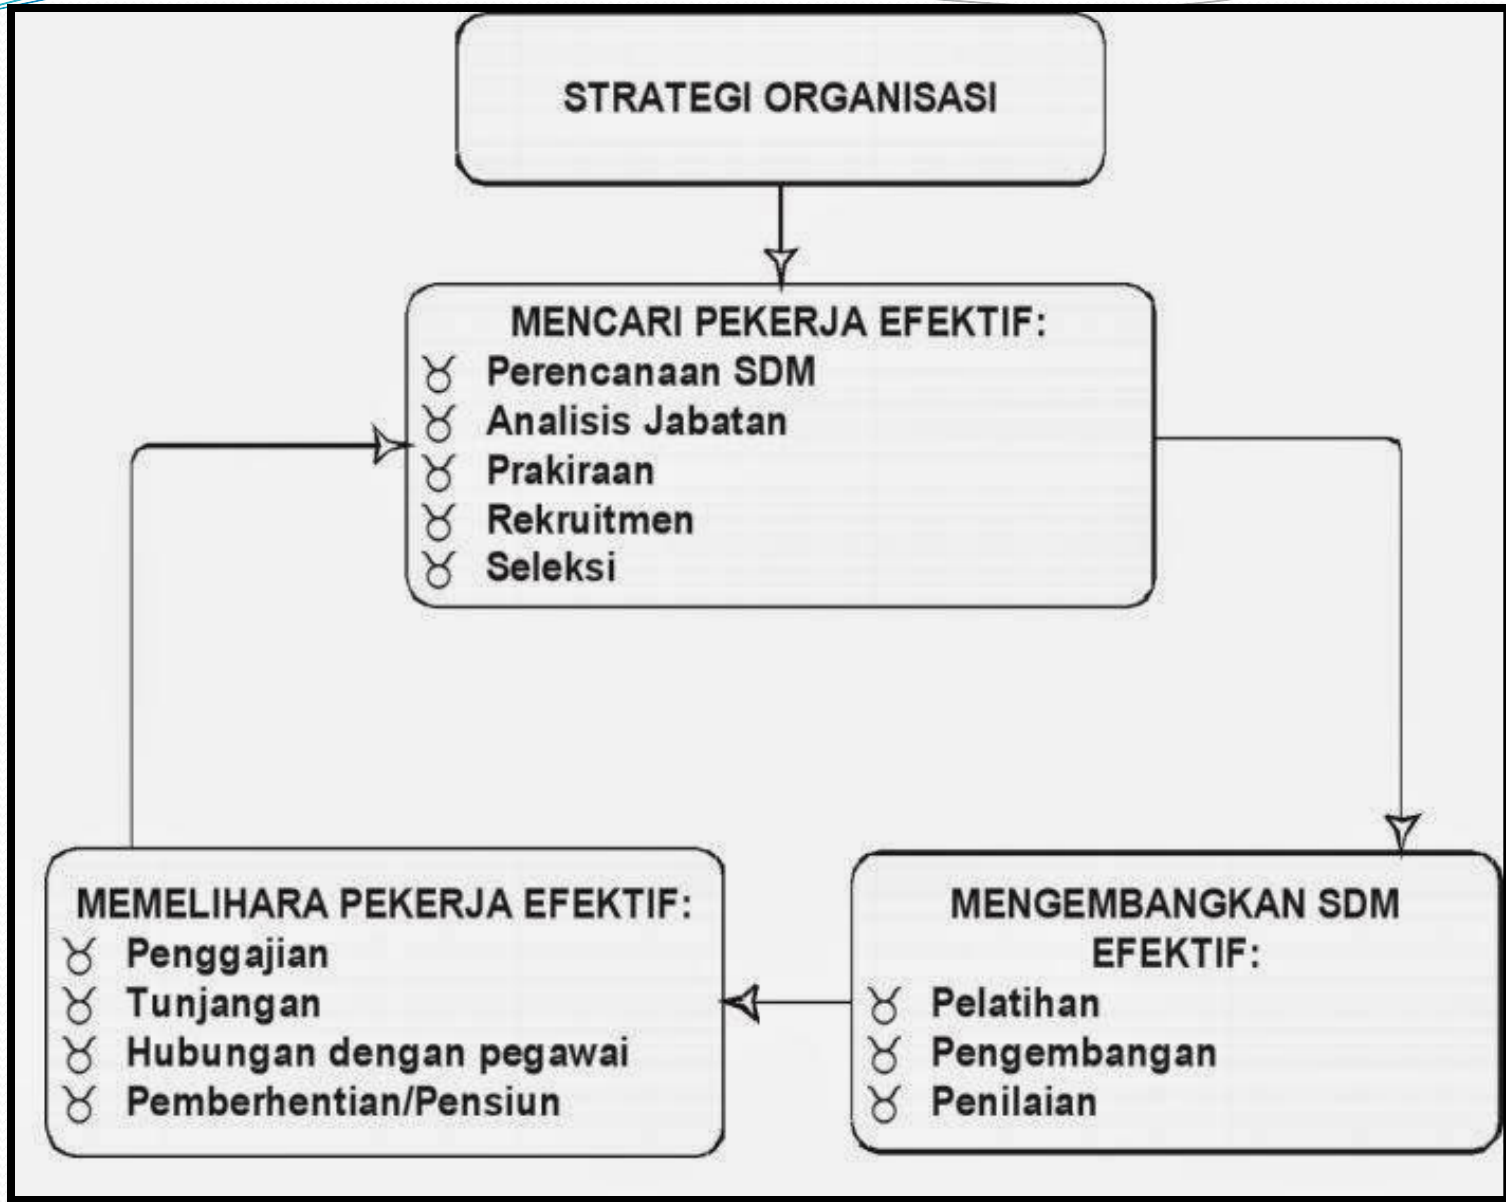 STRATEGI ORGANISASI
MENCARI PEKERJA EFEKTIF:
♉ Perencanaan SDM
♉ Analisis Jabatan
♉ Prakiraan
♉ Rekruitmen
♉ Seleksi
MENGEMBANGKAN SDM
EFEKTIF:
♉ Pelatihan
♉ Pengembangan
♉ Penilaian
MEMELIHARA PEKERJA EFEKTIF:
♉ Penggajian
♉ Tunjangan
♉ Hubungan dengan pegawai
♉ Pemberhentian/Pensiun